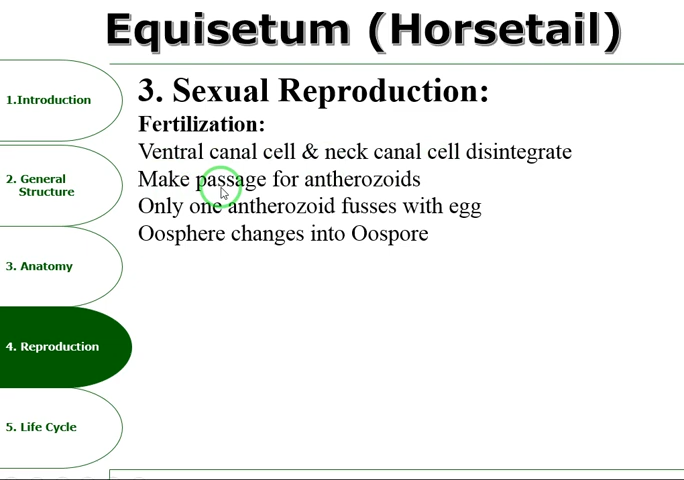 Equisetum (Horsetail)
1.Introduction
2. General
Structure
3. Anatomy
4. Reproduction
5. Life Cycle
3. Sexual Reproduction:
Fertilization:
Ventral canal cell & neck canal cell disintegrate
Make passage for antherozoids
Only one antherozoid fusses with egg
Oosphere changes into Oospore